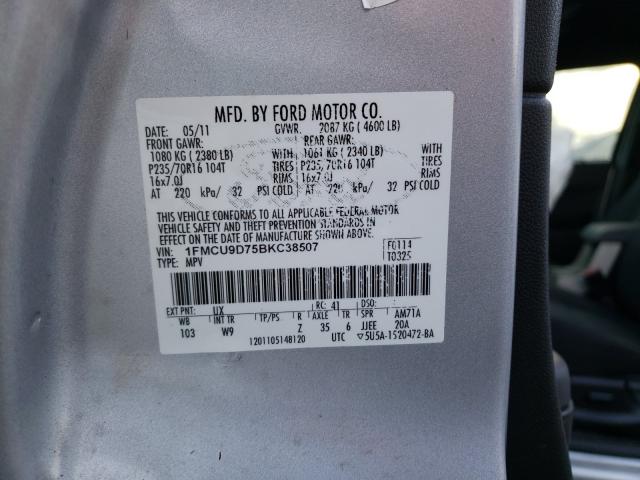 MFD. BY FORD MOTOR CO.
DATE: 05/11 GVWR: 2087 KG ( 4600 LB)
FRONT GAWR: REAR GAWR:
1080 KG ( 2380 LB) WITH 1061 KG ( 2340 LB) WITH
P235/70R16 104T TIRES P235/70R16 104T TIRES
16x7.0J RIMS 16x7.0J RIMS
AT 220 kPa/ 32 PSI COLD AT 220 kPa/ 32 PSI COLD
THIS VEHICLE CONFORMS TO ALL APPLICABLE FEDERAL MOTOR
VEHICLE SAFETY AND THEFT PREVENTION STANDARDS IN
EFFECT ON THE DATE OF MANUFACTURE SHOWN ABOVE.
VIN: 1FMCU9D75BKC38507 F0114
TYPE: MPV T0325
EXT PNT: UX RC: 41 DSO:
WB INT TR TP/PS R AXLE TR SPR AM71A
103 W9 Z 35 6 JJEE 20A
1201105148120 UTC ▽5U5A-1520472-BA